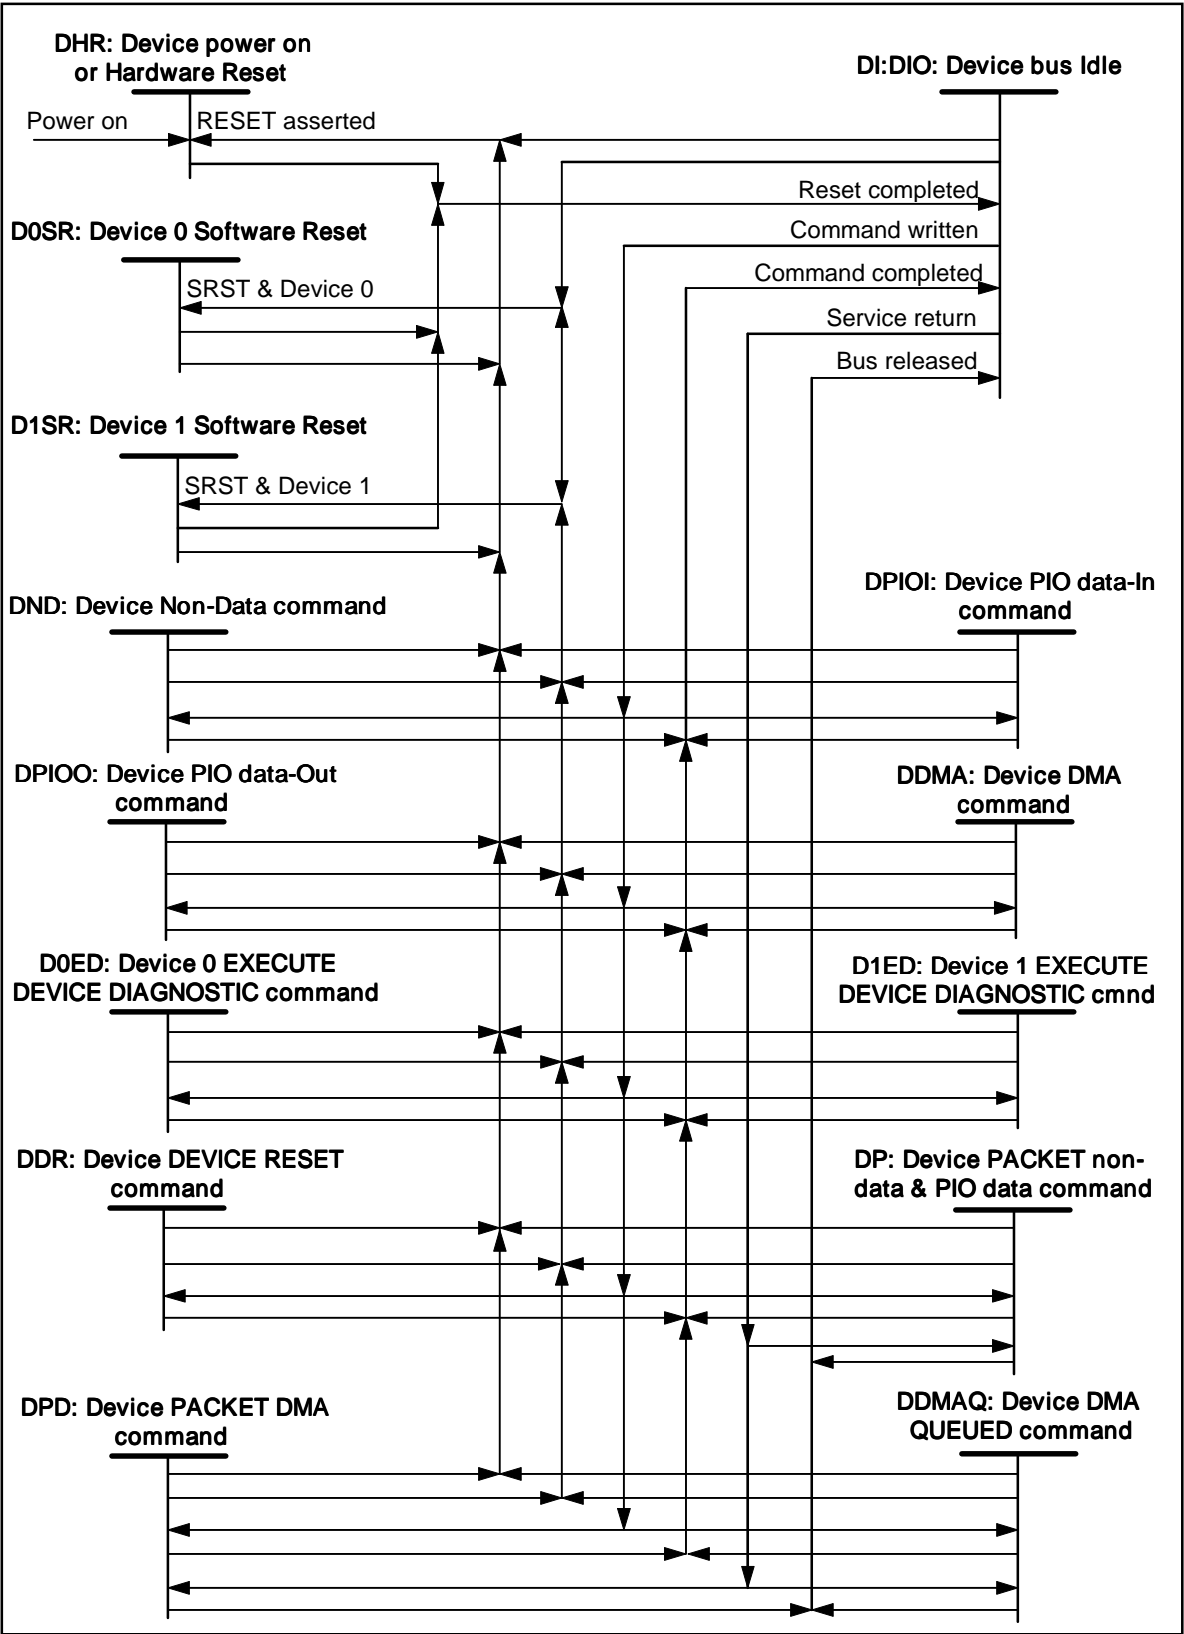 DHR: Device power on
or Hardware Reset
DI:DIO: Device bus Idle
Power on
RESET asserted
Reset completed
D0SR: Device 0 Software Reset
Command written
Command completed
SRST & Device 0
Service return
Bus released
D1SR: Device 1 Software Reset
SRST & Device 1
DND: Device Non-Data command
DPIOI: Device PIO data-In
command
DPIOO: Device PIO data-Out
command
DDMA: Device DMA
command
D0ED: Device 0 EXECUTE
DEVICE DIAGNOSTIC command
D1ED: Device 1 EXECUTE
DEVICE DIAGNOSTIC cmnd
DDR: Device DEVICE RESET
command
DP: Device PACKET non-
data & PIO data command
DPD: Device PACKET DMA
command
DDMAQ: Device DMA
QUEUED command